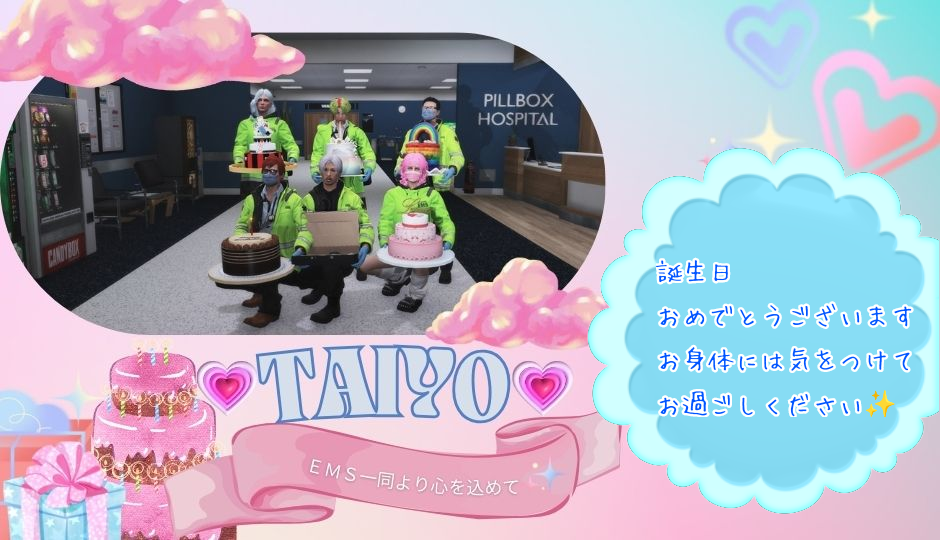 PILLBOX
HOSPITAL
CANDYBOX
誕生日
おめでとうございます
お身体には気をつけて
お過ごしください✨
TAIYO
EMS一同より心を込めて